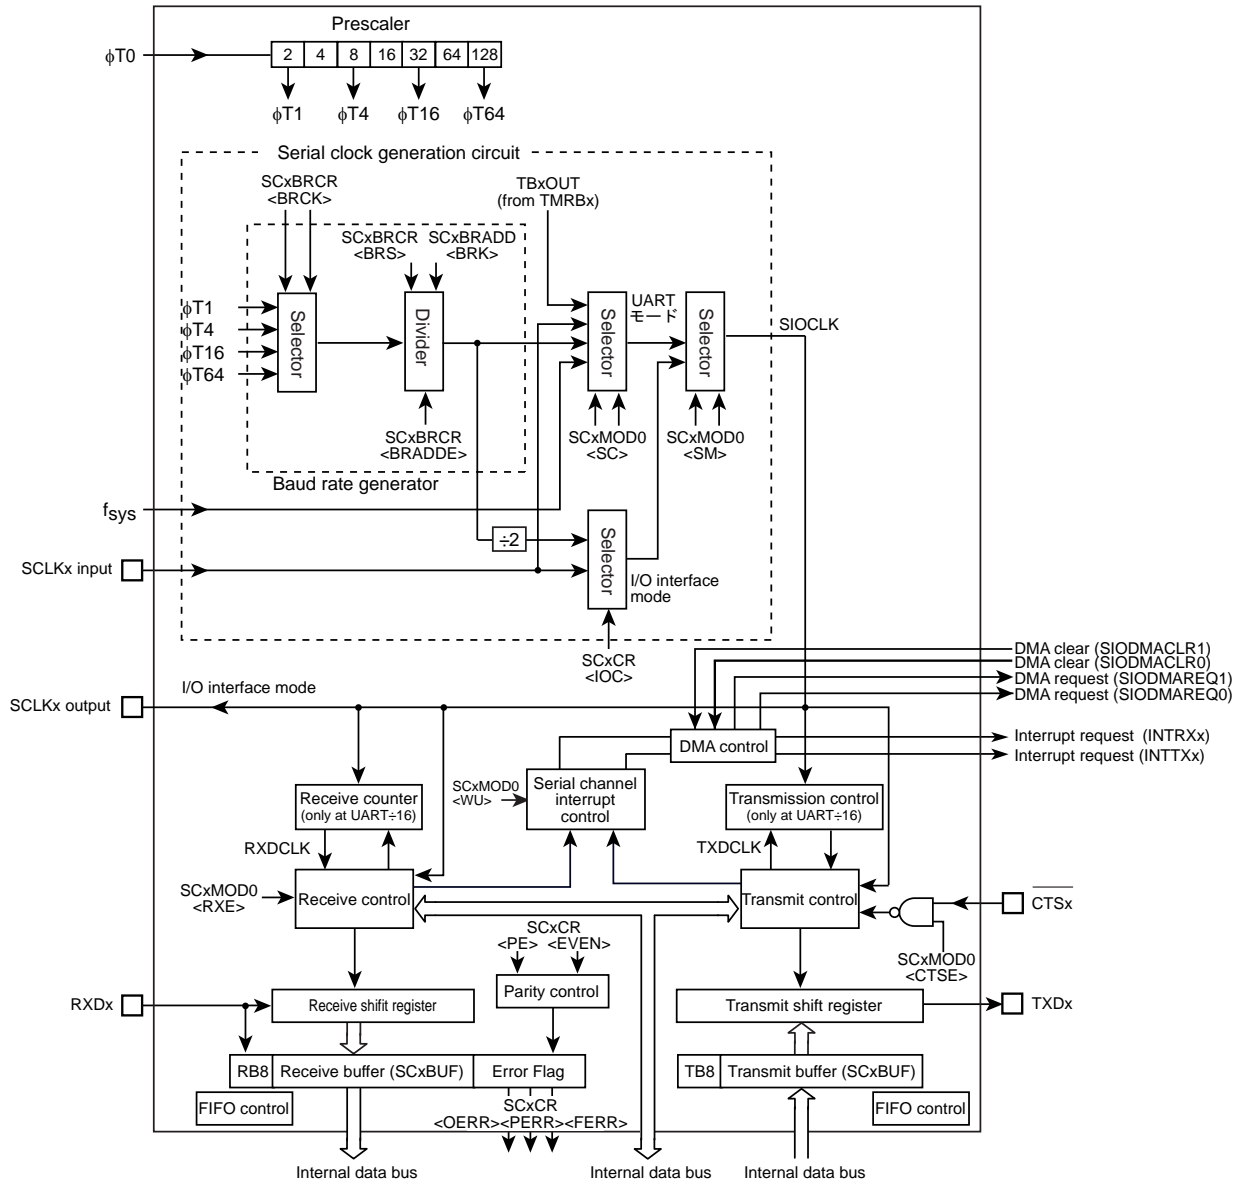 Prescaler
ϕT0
2 4 8 16 32 64 128
ϕT1 ϕT4 ϕT16 ϕT64
Serial clock generation circuit
SCxBRCR
<BRCK>
TBxOUT
(from TMRBx)
SCxBRCR
<BRS>
SCxBRADD
<BRK>
ϕT1
ϕT4
ϕT16
ϕT64
Selector
Divider
Selector
UART
モード
Selector
SIOCLK
SCxBRCR
<BRADDE>
SCxMOD0
<SC>
SCxMOD0
<SM>
Baud rate generator
fsys
÷2
Selector
SCLKx input
I/O interface
mode
SCxCR
<IOC>
DMA clear (SIODMACLR1)
DMA clear (SIODMACLR0)
DMA request (SIODMAREQ1)
DMA request (SIODMAREQ0)
I/O interface mode
SCLKx output
DMA control
Interrupt request (INTRXx)
Interrupt request (INTTXx)
SCxMOD0
<WU>
Serial channel
interrupt
control
Receive counter
(only at UART÷16)
Transmission control
(only at UART÷16)
RXDCLK
TXDCLK
SCxMOD0
<RXE>
Receive control
Transmit control
CTSx
SCxMOD0
<CTSE>
SCxCR
<PE> <EVEN>
Parity control
RXDx
Receive shifit register
Transmit shift register
TXDx
RB8
Receive buffer (SCxBUF)
Error Flag
TB8
Transmit buffer (SCxBUF)
FIFO control
SCxCR
<OERR><PERR><FERR>
FIFO control
Internal data bus
Internal data bus
Internal data bus